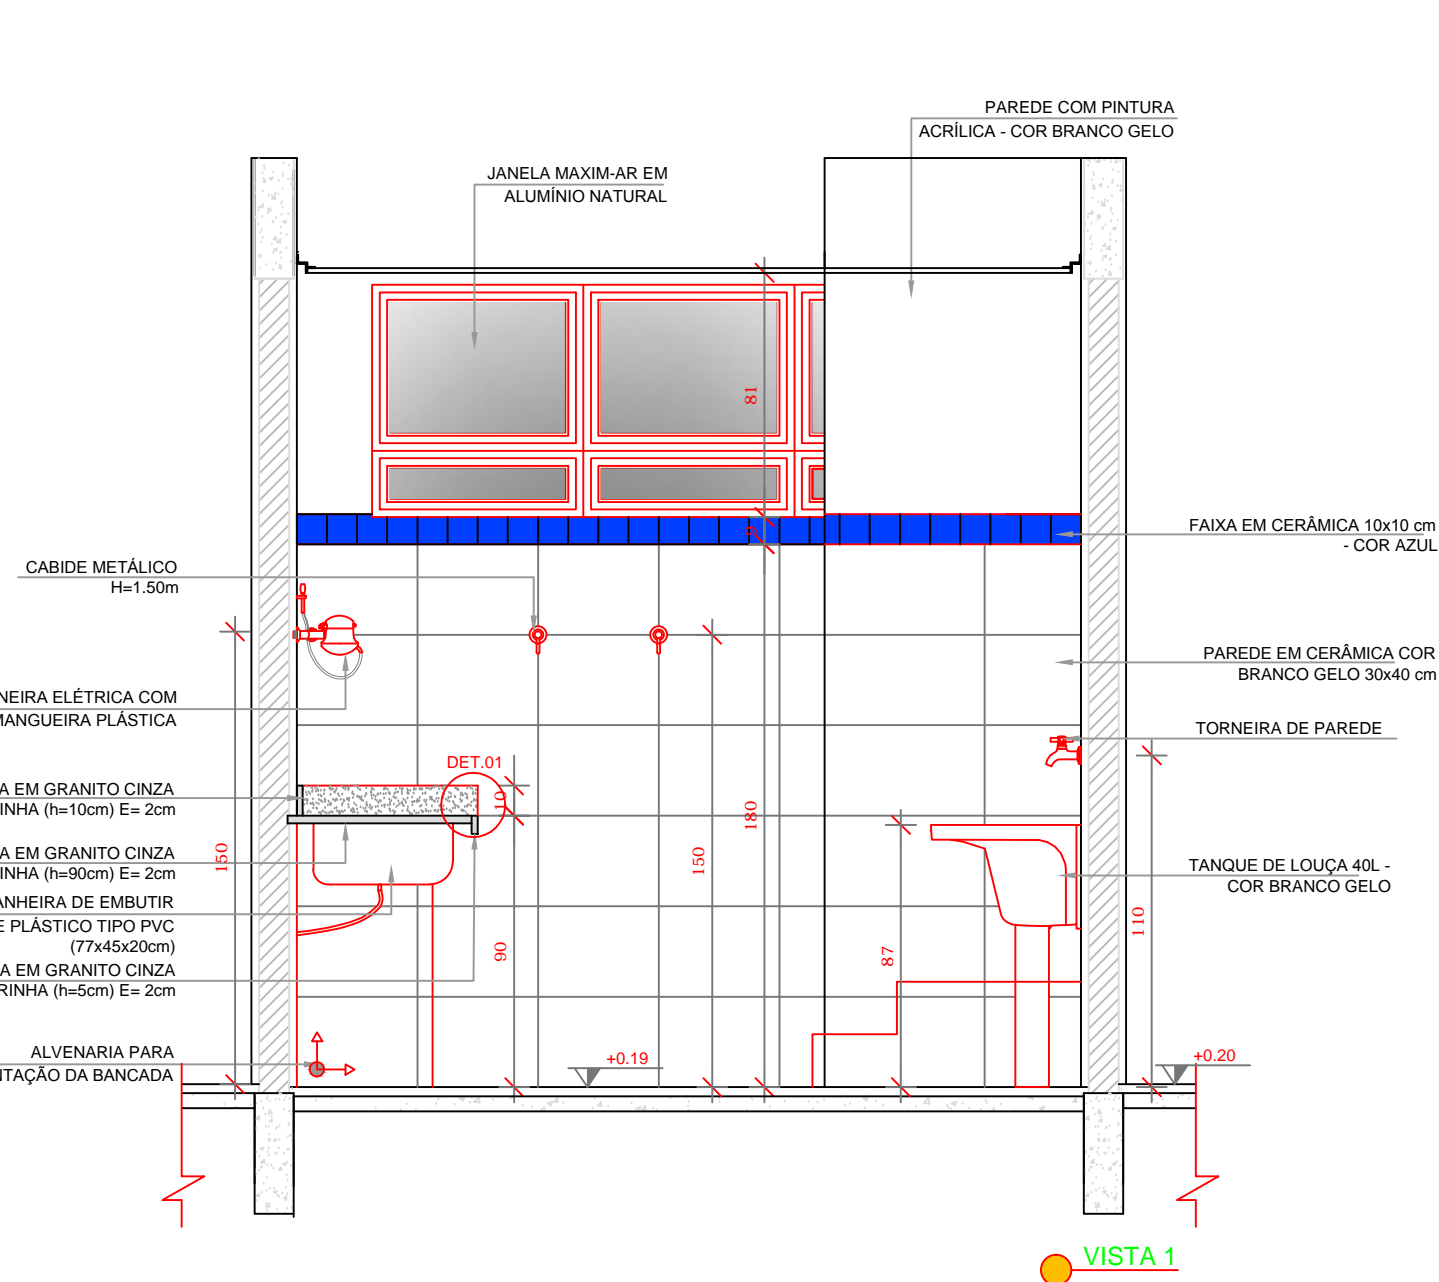 PAREDE COM PINTURA
ACRÍLICA - COR BRANCO GELO
JANELA MAXIM-AR EM
ALUMÍNIO NATURAL
81
9
FAIXA EM CERÂMICA 10x10 cm
- COR AZUL
CABIDE METÁLICO
H=1.50m
PAREDE EM CERÂMICA COR
BRANCO GELO 30x40 cm
NEIRA ELÉTRICA COM
MANGUEIRA PLÁSTICA
TORNEIRA DE PAREDE
DET.01
A EM GRANITO CINZA
RINHA (h=10cm) E= 2cm
10
180
150
150
A EM GRANITO CINZA
INHA (h=90cm) E= 2cm
TANQUE DE LOUÇA 40L -
COR BRANCO GELO
ANHEIRA DE EMBUTIR
E PLÁSTICO TIPO PVC
(77x45x20cm)
110
90
87
A EM GRANITO CINZA
RINHA (h=5cm) E= 2cm
ALVENARIA PARA
NTAÇÃO DA BANCADA
+0.19
+0.20
VISTA 1